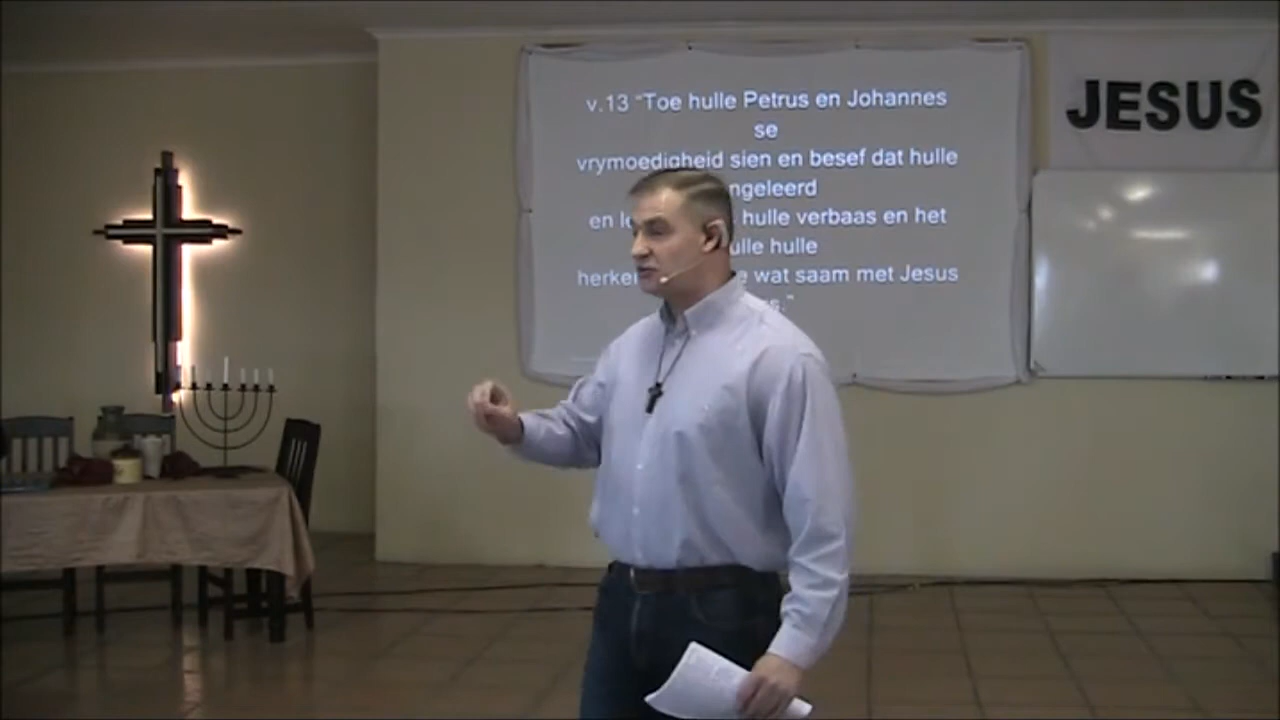 v.13 "Toe hulle Petrus en Johannes
se
vrymoedigheid sien en besef dat hulle
ngeleerd
en hulle verbaas en het
ulle hulle
wat saam met Jesus
JESUS